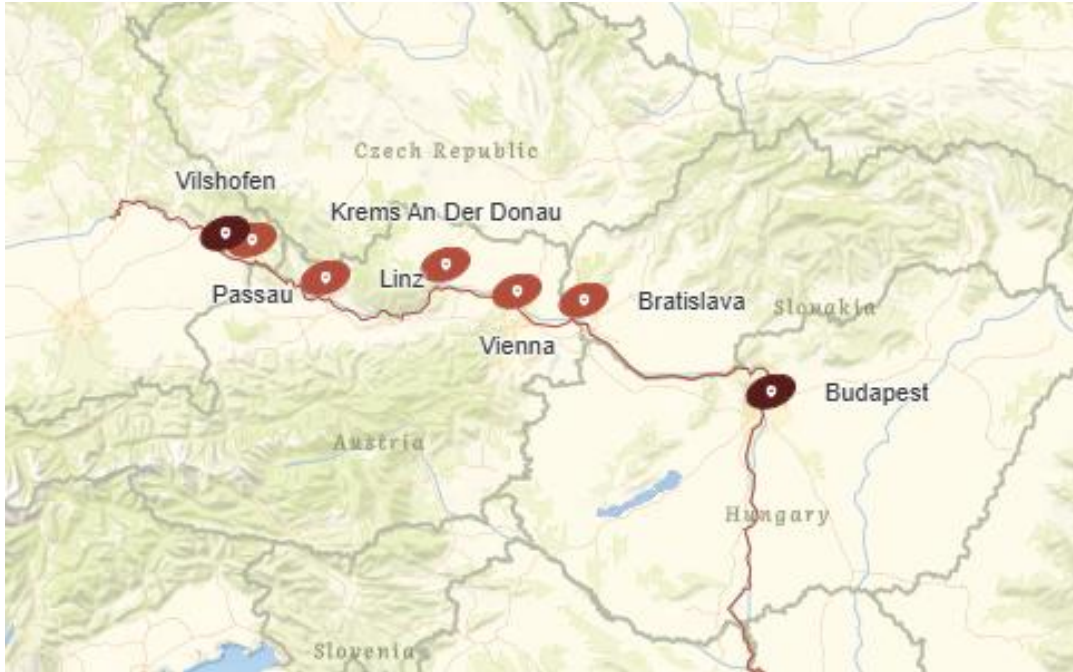 Czech Republic
Vilshofen
Krems An Der Donau
Linz
Passau
Bratislava
Slovakia
Vienna
Budapest
Austria
Hungary
Slovenia